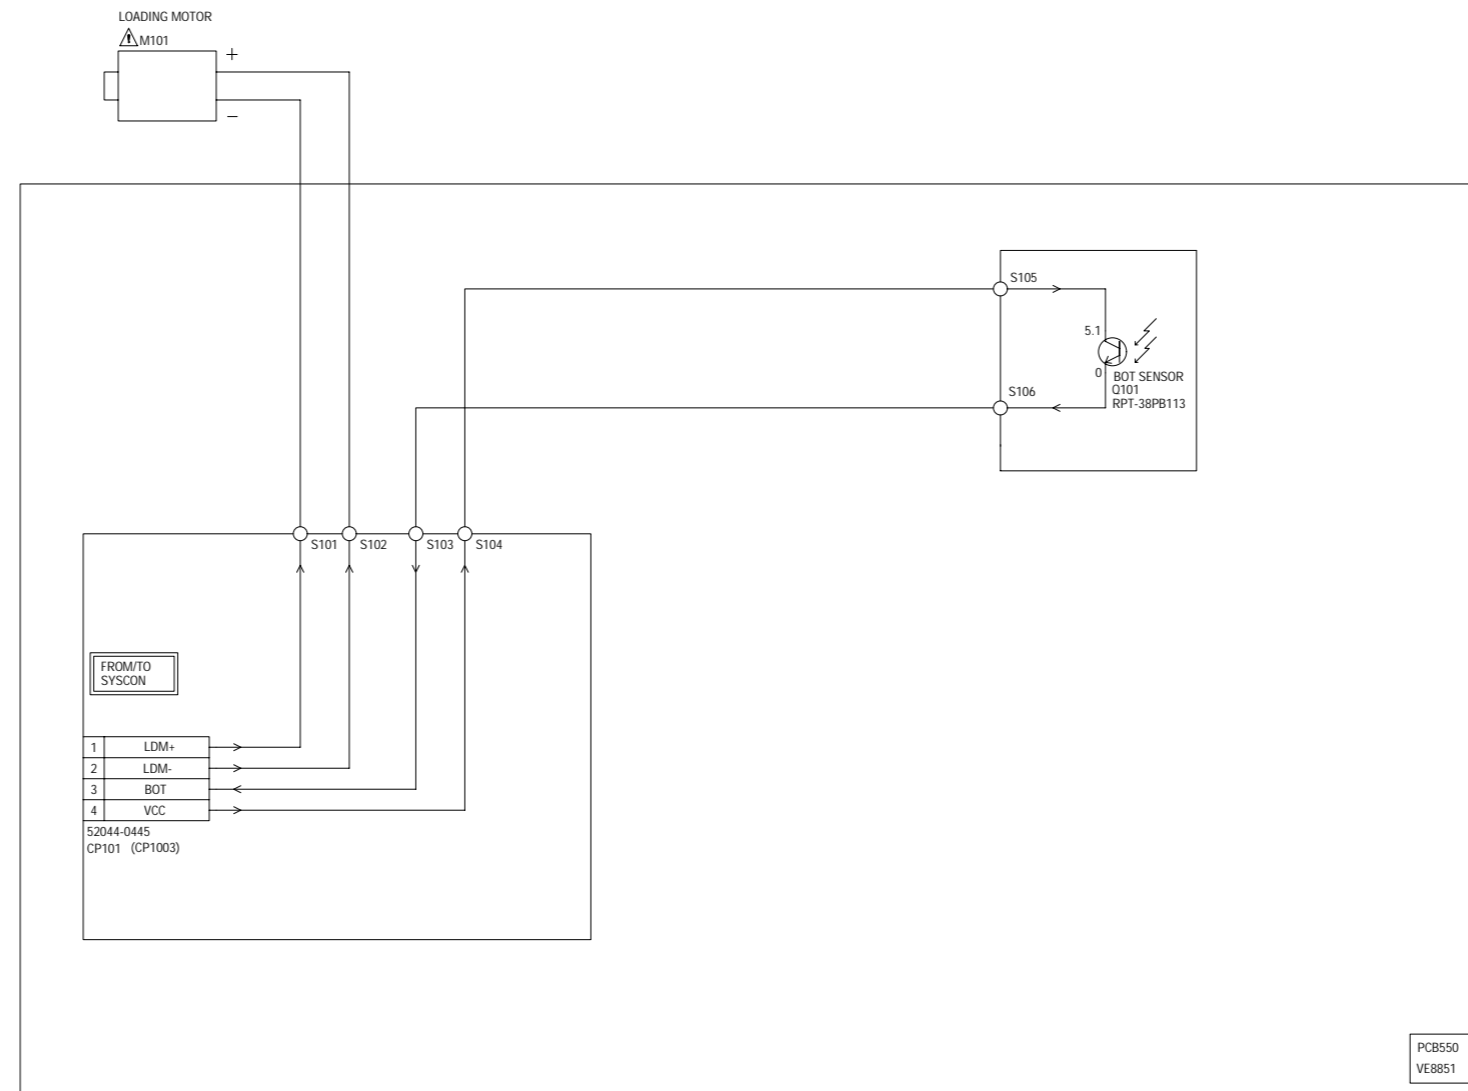 LOADING MOTOR
M101
+
−
S105
5.1
0
BOT SENSOR
Q101
RPT-38PB113
S106
S101
S102
S103
S104
FROM/TO
SYSCON
1 LDM+
2 LDM-
3 BOT
4 VCC
52044-0445
CP101 (CP1003)
PCB550
VE8851